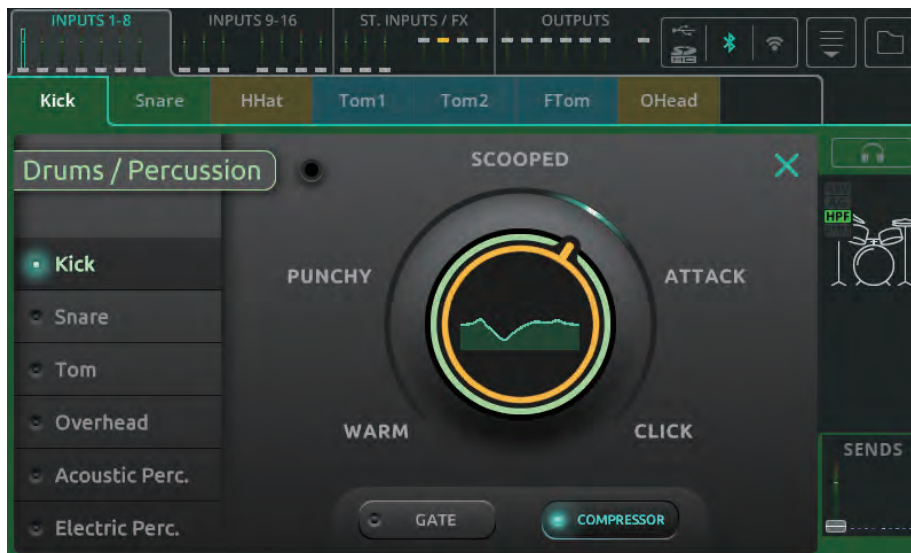 INPUTS 1-8
INPUTS 9-16
ST. INPUTS / FX
OUTPUTS
Kick
Snare
HHat
Tom1
Tom2
FTom
OHead
Drums / Percussion
SCOOPED
PUNCHY
ATTACK
WARM
CLICK
Kick
Snare
Tom
Overhead
Acoustic Perc.
Electric Perc.
GATE
COMPRESSOR
HPF
SENDS